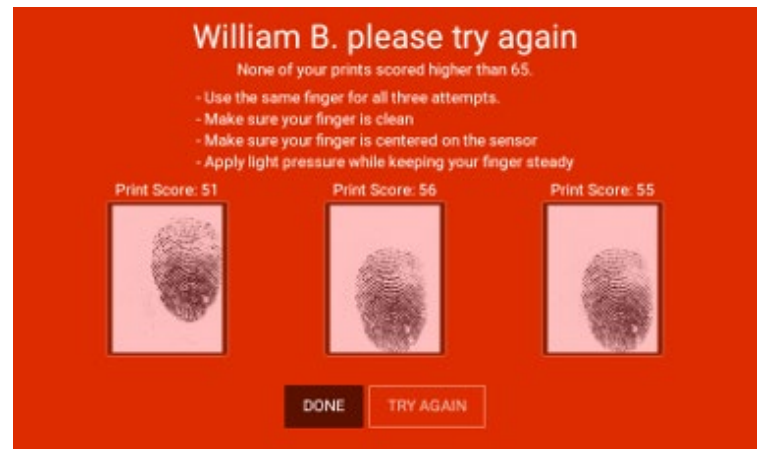 William B. please try again
None of your prints scored higher than 65.
- Use the same finger for all three attempts.
- Make sure your finger is clean
- Make sure your finger is centered on the sensor
- Apply light pressure while keeping your finger steady
Print Score: 51
Print Score: 56
Print Score: 55
DONE
TRY AGAIN